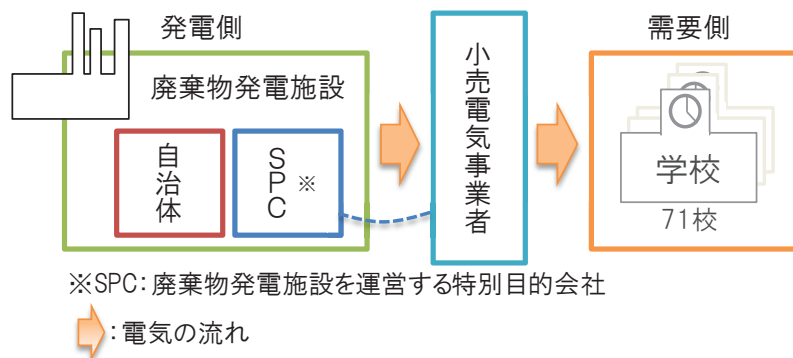 発電側
廃棄物発電施設
自治体
SPC※
小売電気事業者
需要側
学校
71校
※SPC:廃棄物発電施設を運営する特別目的会社
:電気の流れ